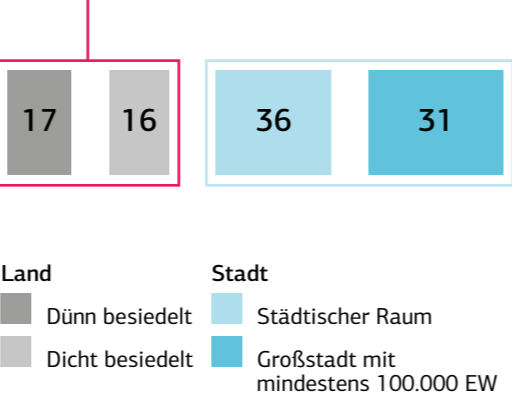 17 16 36 31
Land
Dünn besiedelt
Dicht besiedelt
Stadt
Städtischer Raum
Großstadt mit
mindestens 100.000 EW